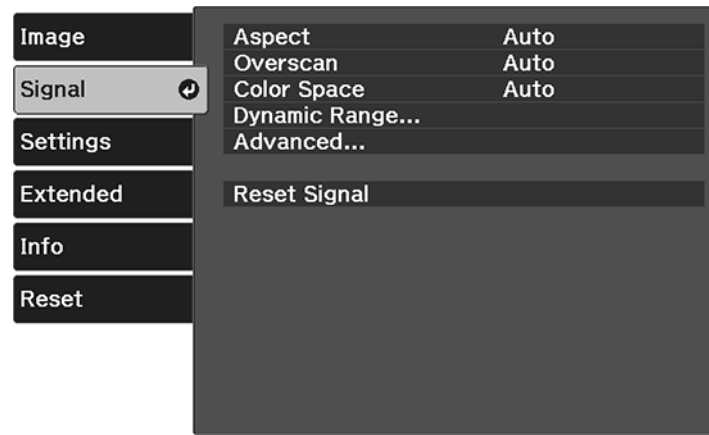 Image
Signal
Settings
Extended
Info
Reset
Aspect Auto
Overscan Auto
Color Space Auto
Dynamic Range...
Advanced...
Reset Signal